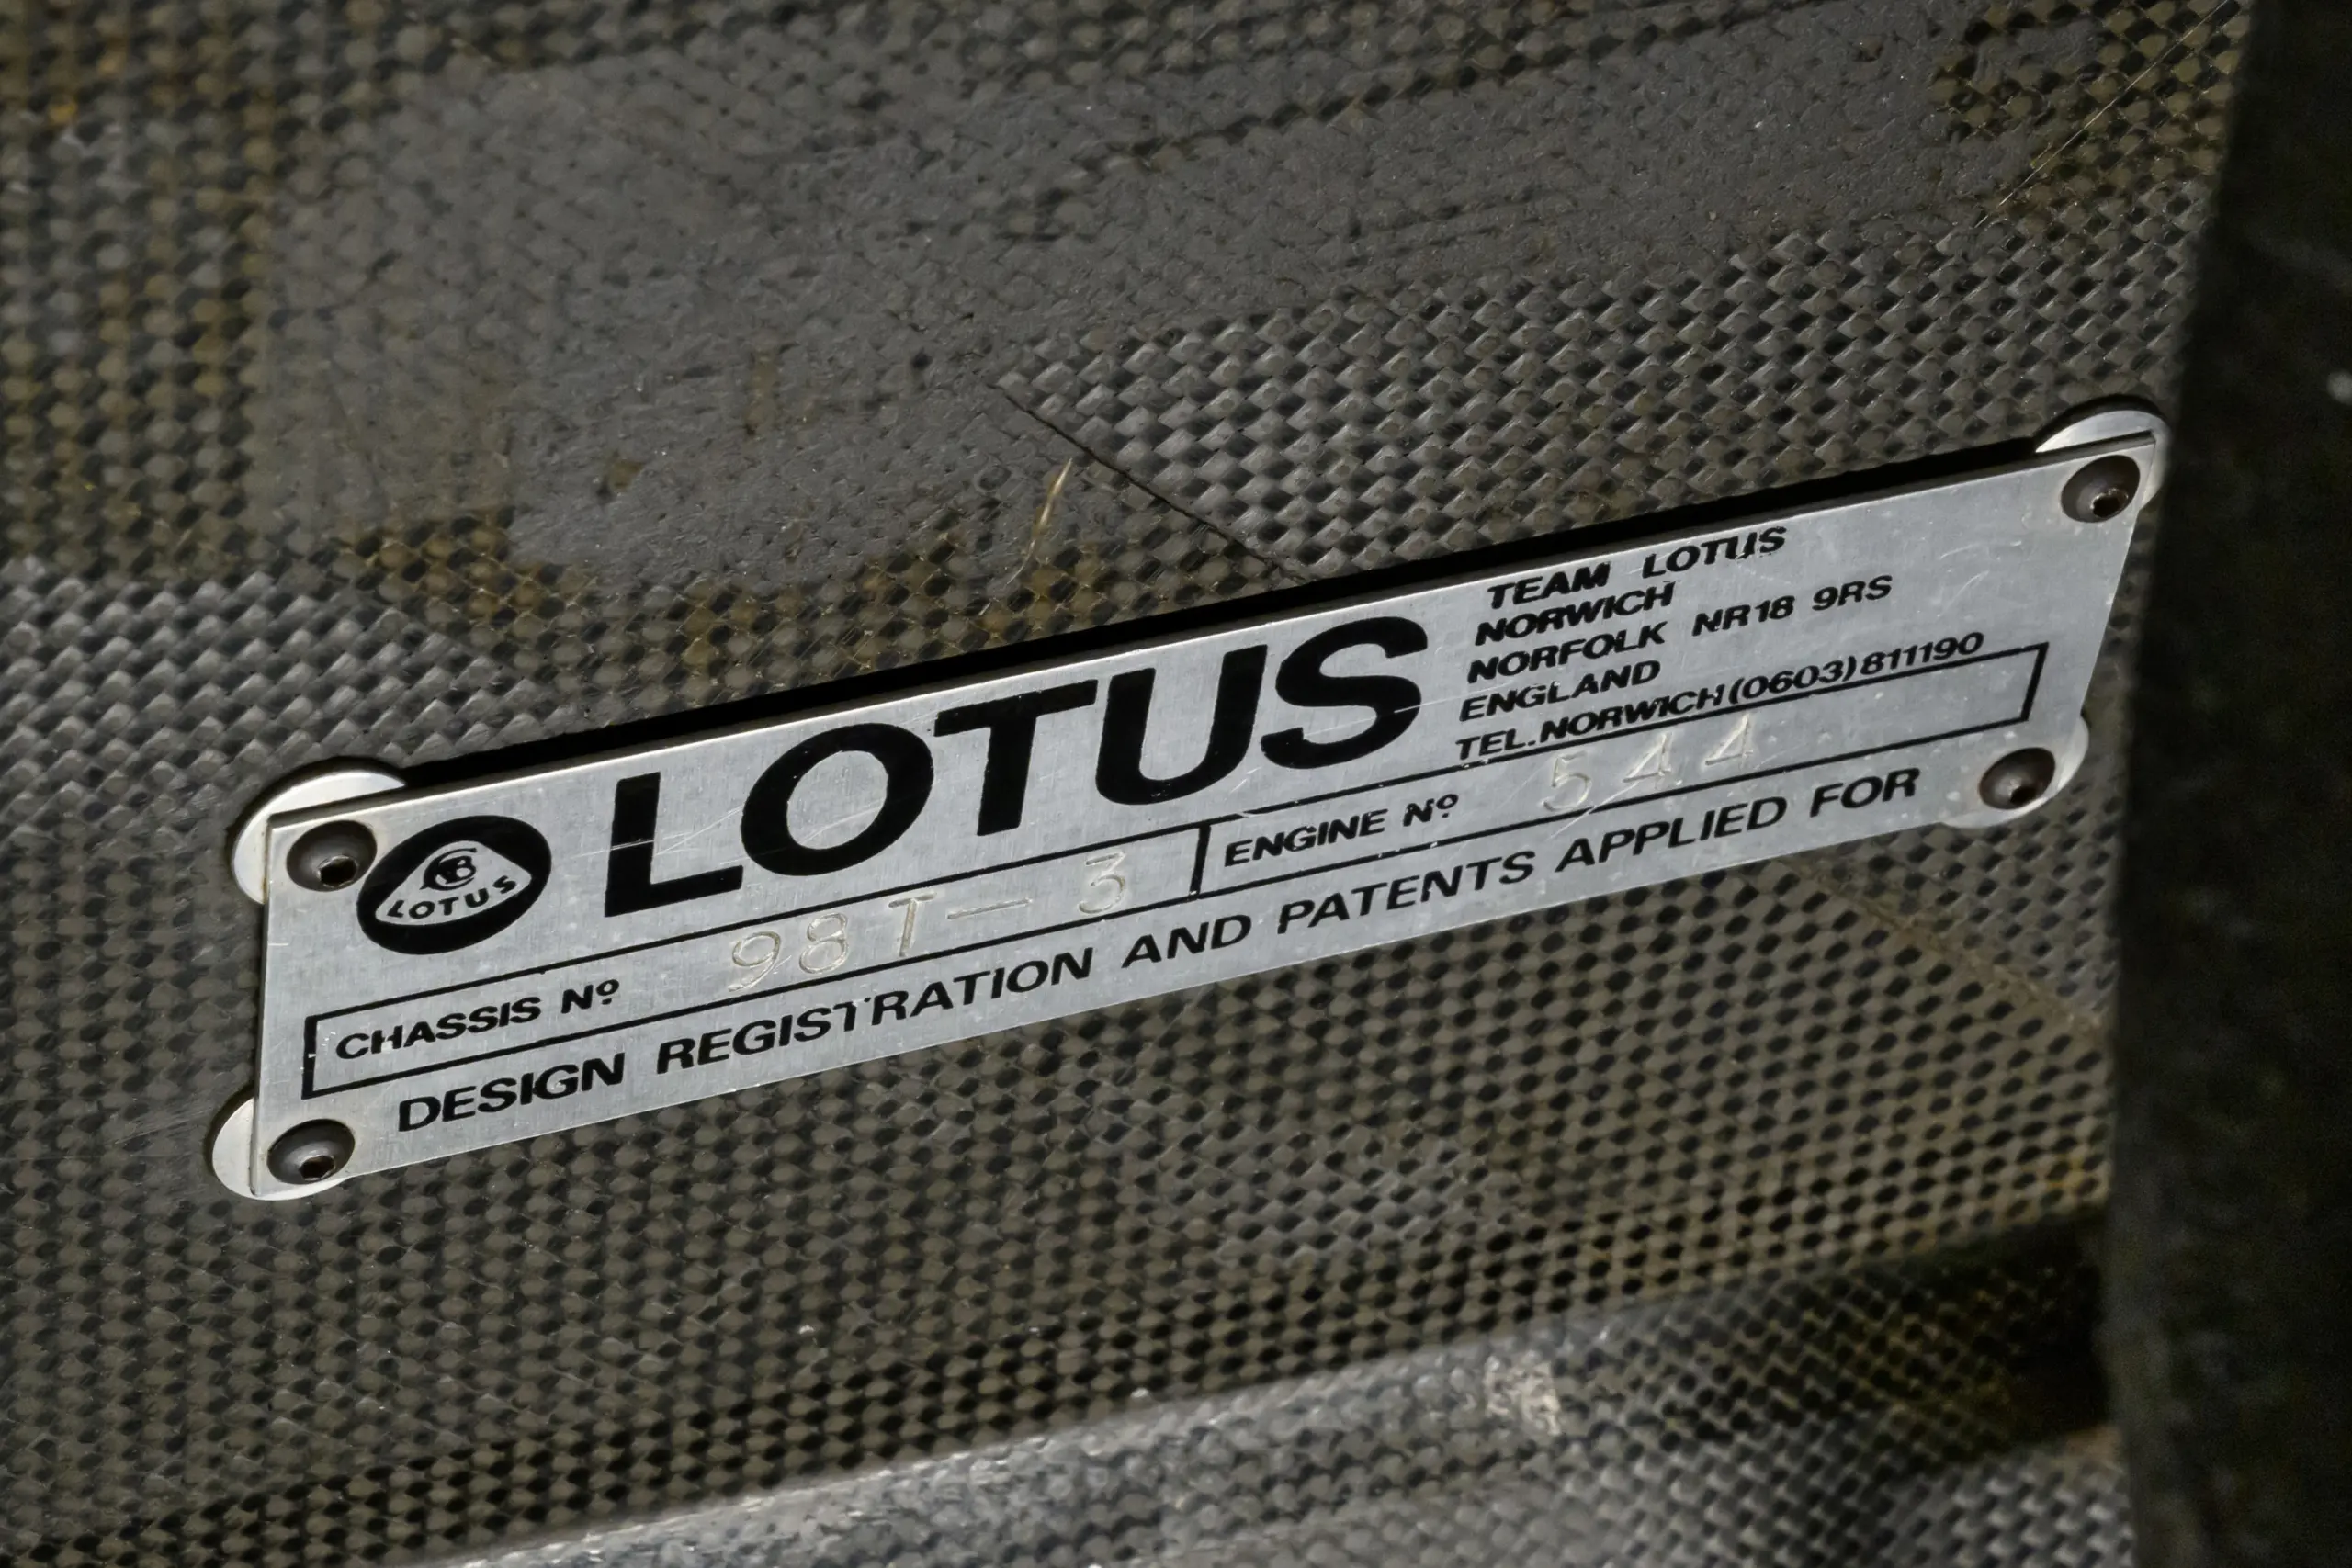 LOTUS
LOTUS
TEAM LOTUS
NORWICH
NORFOLK NR18 9RS
ENGLAND
TEL. NORWICH (0603) 811190
CHASSIS Nº 98T-3
ENGINE Nº 544
DESIGN REGISTRATION AND PATENTS APPLIED FOR